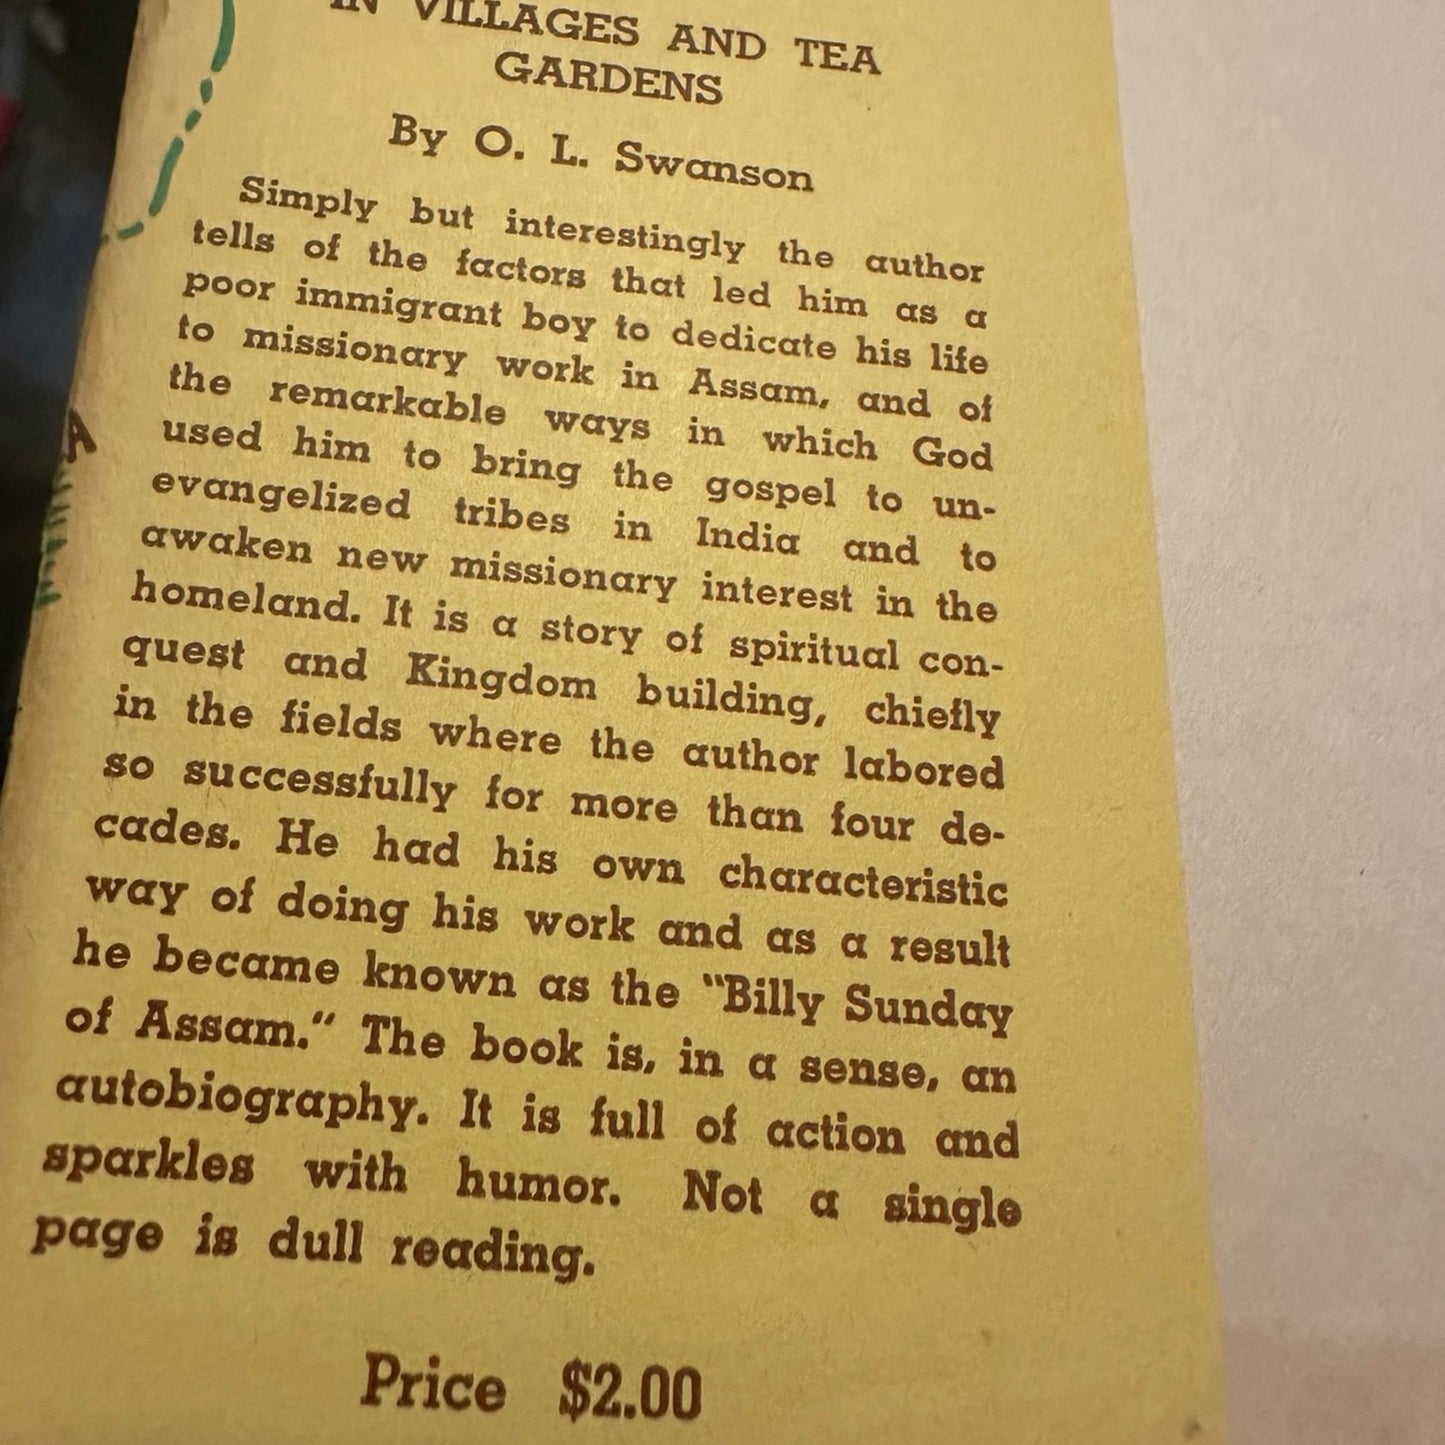 IN VILLAGES AND TEA
GARDENS
By O. L. Swanson
Simply but interestingly the author
tells of the factors that led him as a
poor immigrant boy to dedicate his life
to missionary work in Assam, and of
the remarkable ways in which God
used him to bring the gospel to un-
evangelized tribes in India and to
awaken new missionary interest in the
homeland. It is a story of spiritual con-
quest and Kingdom building, chiefly
in the fields where the author labored
so successfully for more than four de-
cades. He had his own characteristic
way of doing his work and as a result
he became known as the "Billy Sunday
of Assam." The book is, in a sense, an
autobiography. It is full of action and
sparkles with humor. Not a single
page is dull reading.
Price $2.00
A